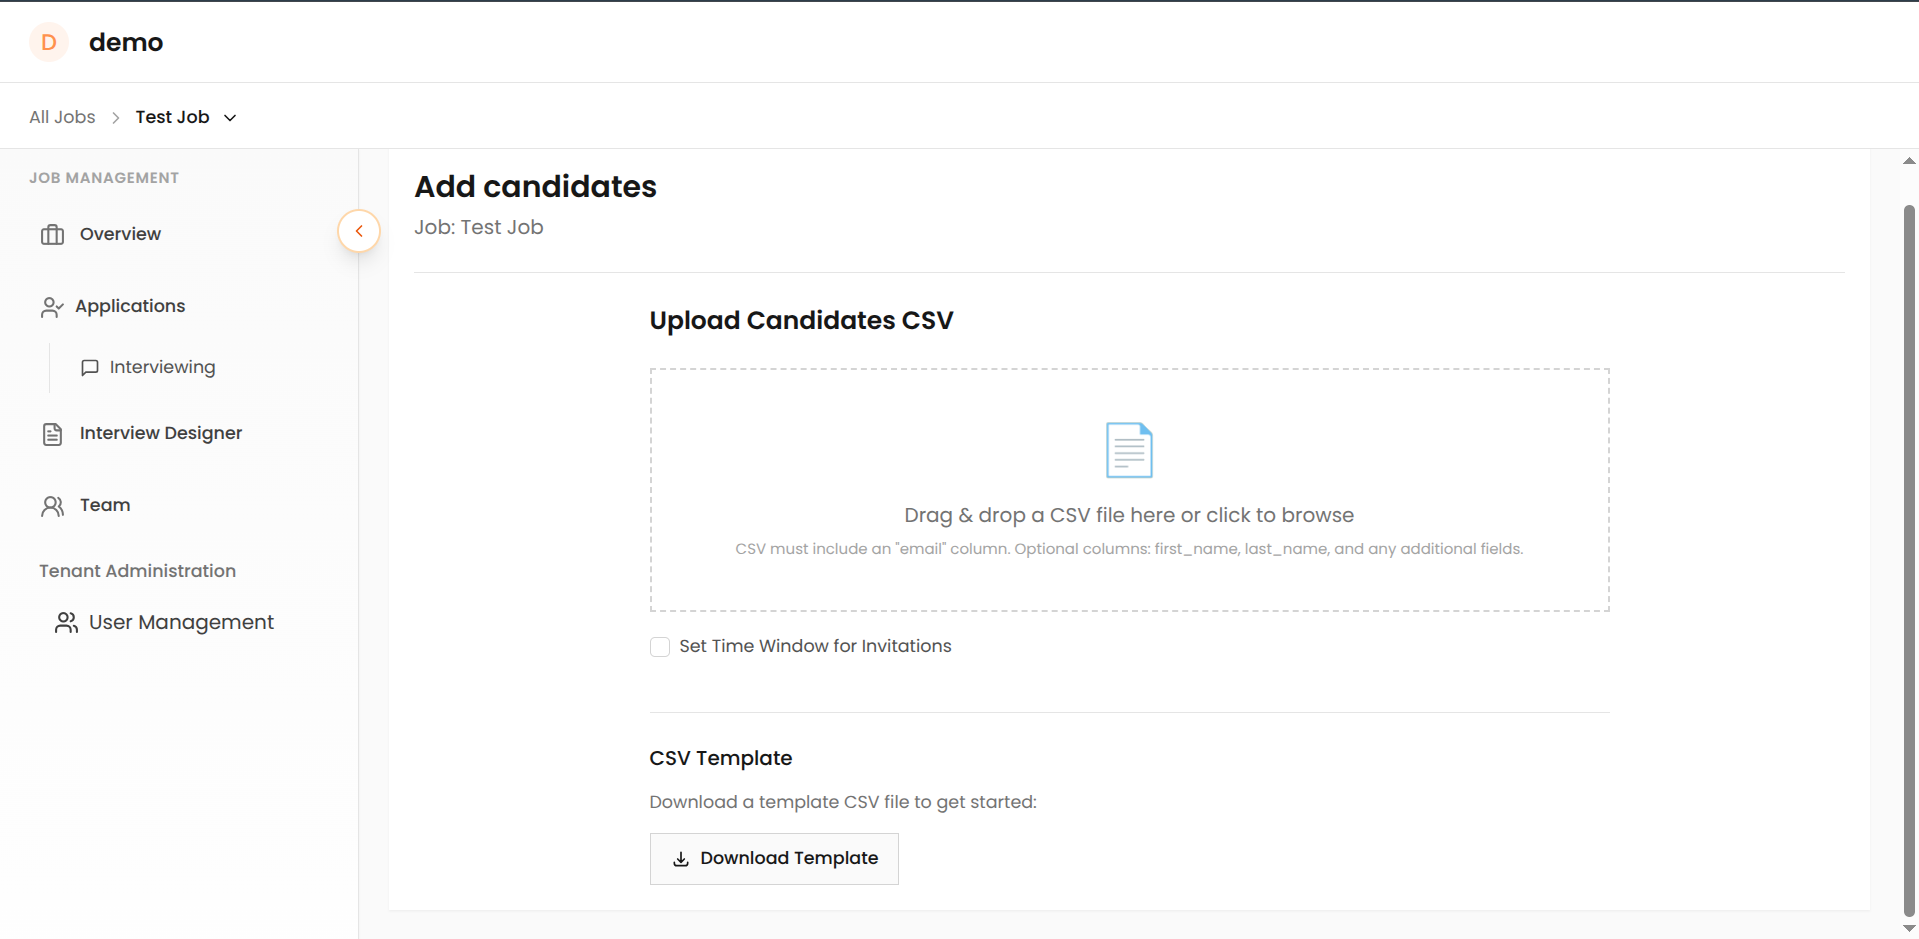 D demo
All Jobs > Test Job
JOB MANAGEMENT
Overview
Applications
Interviewing
Interview Designer
Team
Tenant Administration
User Management
Add candidates
Job: Test Job
Upload Candidates CSV
Drag & drop a CSV file here or click to browse
CSV must include an "email" column. Optional columns: first_name, last_name, and any additional fields.
Set Time Window for Invitations
CSV Template
Download a template CSV file to get started:
Download Template